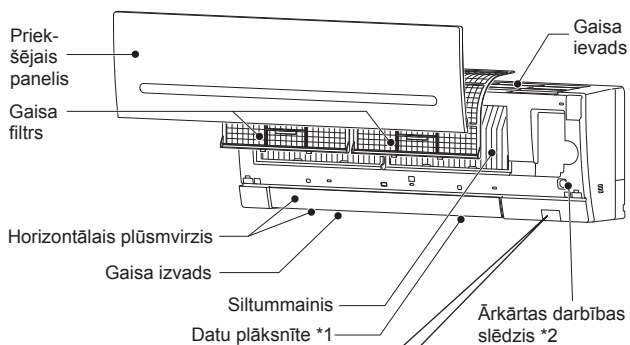 Priek-
šējais
panelis
Gaisa
ievads
Gaisa
filtrs
Horizontālais plūsmvirzis
Gaisa izvads
Siltummainis
Datu plāksnīte *1
Ārkārtas darbības
slēdzis *2